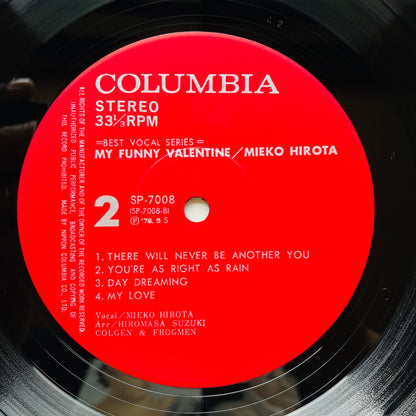 COLUMBIA
STEREO
33⅓RPM
=BEST VOCAL SERIES=
MY FUNNY VALENTINE/MIEKO HIROTA
2
SP-7008
(SP-7008-B)
Ⓟ '76. 5 S
1. THERE WILL NEVER BE ANOTHER YOU
2. YOU'RE AS RIGHT AS RAIN
3. DAY DREAMING
4. MY LOVE
Vocal/MIEKO HIROTA
Arr/HIROMASA SUZUKI
COLGEN & FROGMEN
ALL RIGHTS OF THE MANUFACTURER AND OF THE OWNER OF THE RECORDED WORK RESERVED
UNAUTHORIZED PUBLIC PERFORMANCE, BROADCASTING AND COPYING OF
THIS RECORD PROHIBITED. MADE BY NIPPON COLUMBIA CO., LTD.